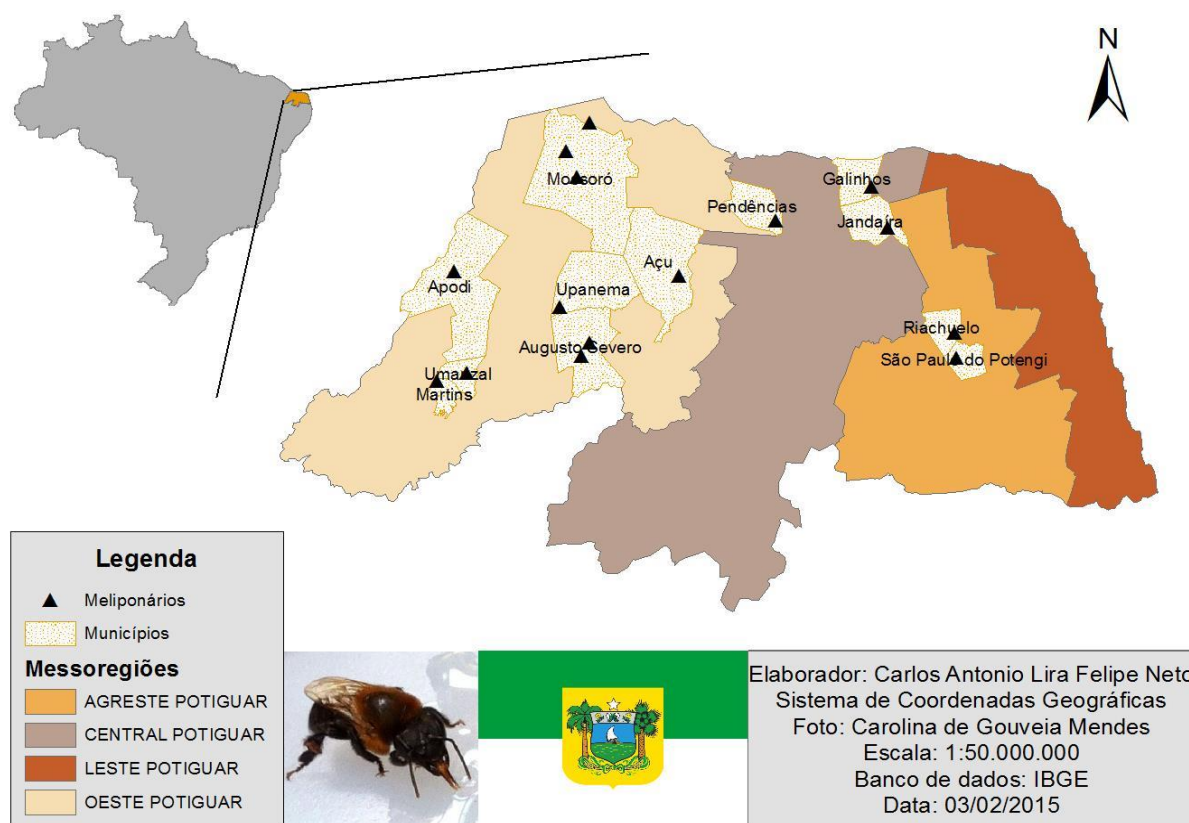 N
Mossoró
Galinhos
Pendências
Jandaíra
Açu
Apodi
Upanema
Riachuelo
Augusto Severo
São Paulo do Potengi
Umarizal
Martins
Legenda
Meliponários
Municípios
Messoregiões
AGRESTE POTIGUAR
CENTRAL POTIGUAR
LESTE POTIGUAR
OESTE POTIGUAR
Elaborador: Carlos Antonio Lira Felipe Neto
Sistema de Coordenadas Geográficas
Foto: Carolina de Gouveia Mendes
Escala: 1:50.000.000
Banco de dados: IBGE
Data: 03/02/2015